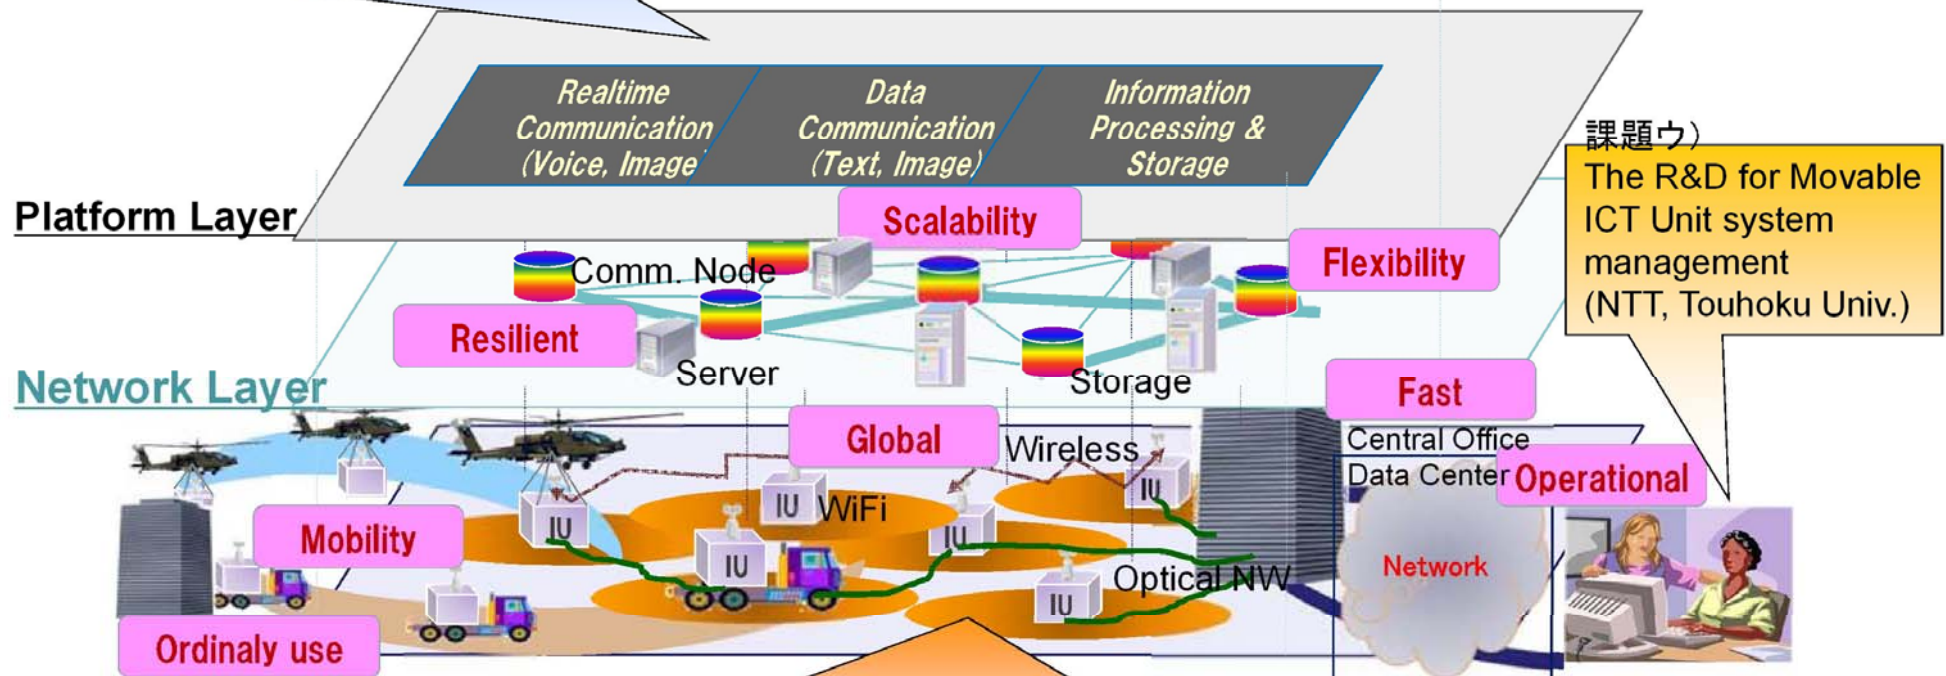 Realtime
Communication
(Voice, Image
Data
Communication
(Text, Image)
Information
Processing &
Storage
課題ウ)
The R&D for Movable
ICT Unit system
management
(NTT, Touhoku Univ.)
Platform Layer
Scalability
Flexibility
Comm. Node
Resilient
Server
Storage
Network Layer
Fast
Global
Wireless
Central Office
Data Center
Operational
IU
IU
WiFi
IU
IU
IU
IU
Mobility
Optical NW
Network
Ordinaly use